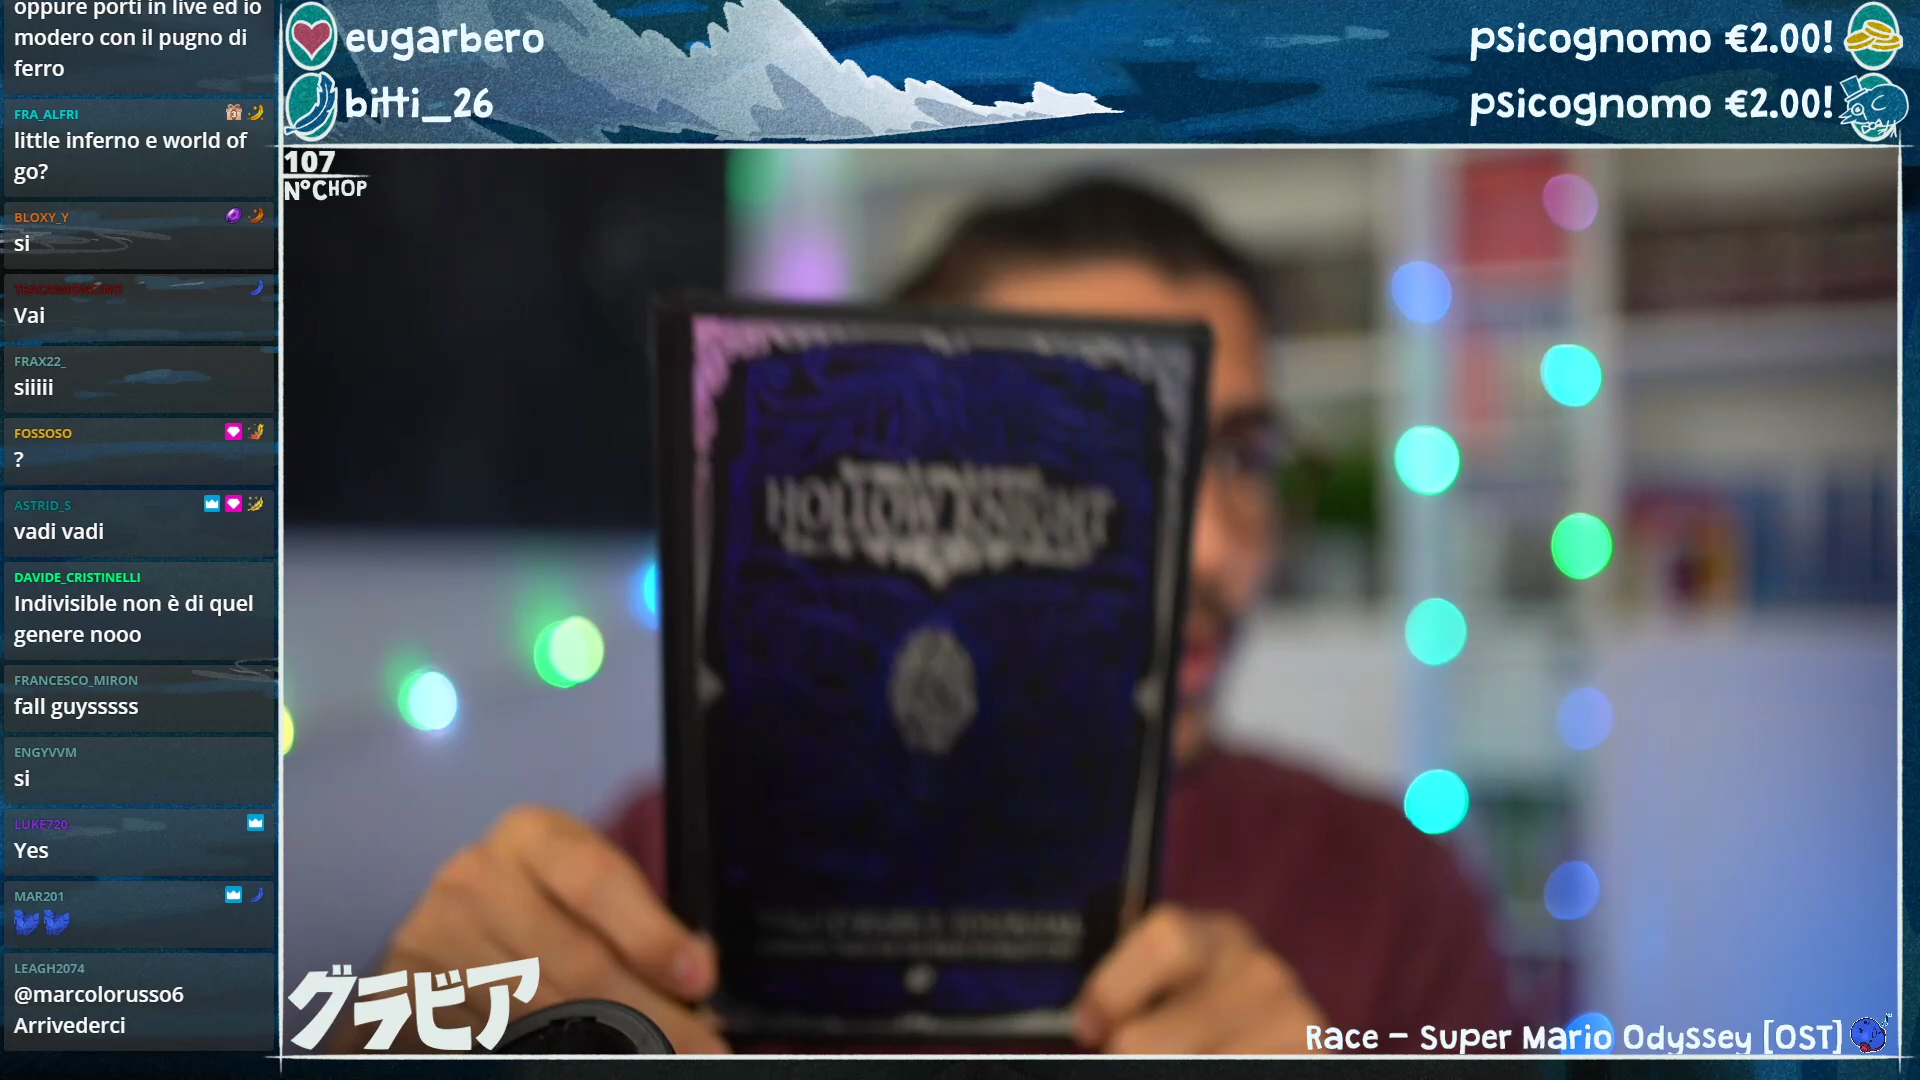 oppure porti in live ed io
modero con il pugno di
ferro
FRA_ALFRI
little inferno e world of
go?
BLOXY_Y
si
Vai
FRAX22_
siiiii
FOSSOSO
?
ASTRID_S
vadi vadi
DAVIDE_CRISTINELLI
Indivisible non è di quel
genere nooo
FRANCESCO_MIRON
fall guysssss
ENGYVVM
si
LUKE720
Yes
MAR201
LEAGH2074
@marcolorusso6
Arrivederci
eugarbero
bitti_26
psicognomo €2.00!
psicognomo €2.00!
107
N°CHOP
HOLLOW KNIGHT
グラビア
Race - Super Mario Odyssey [OST]